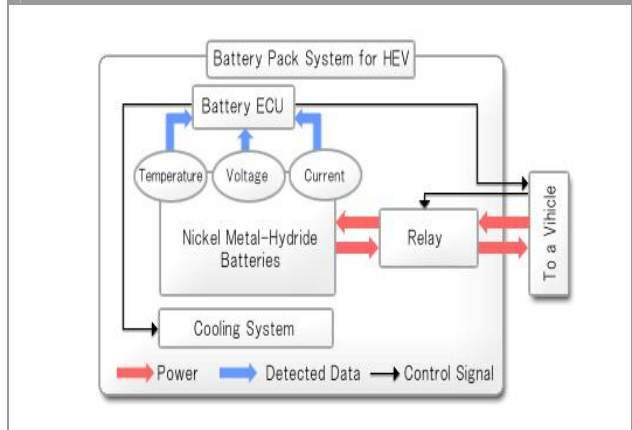 Battery Pack System for HEV
Battery ECU
Temperature
Voltage
Current
Nickel Metal-Hydride
Batteries
Relay
To a Vihicle
Cooling System
Power
Detected Data
Control Signal